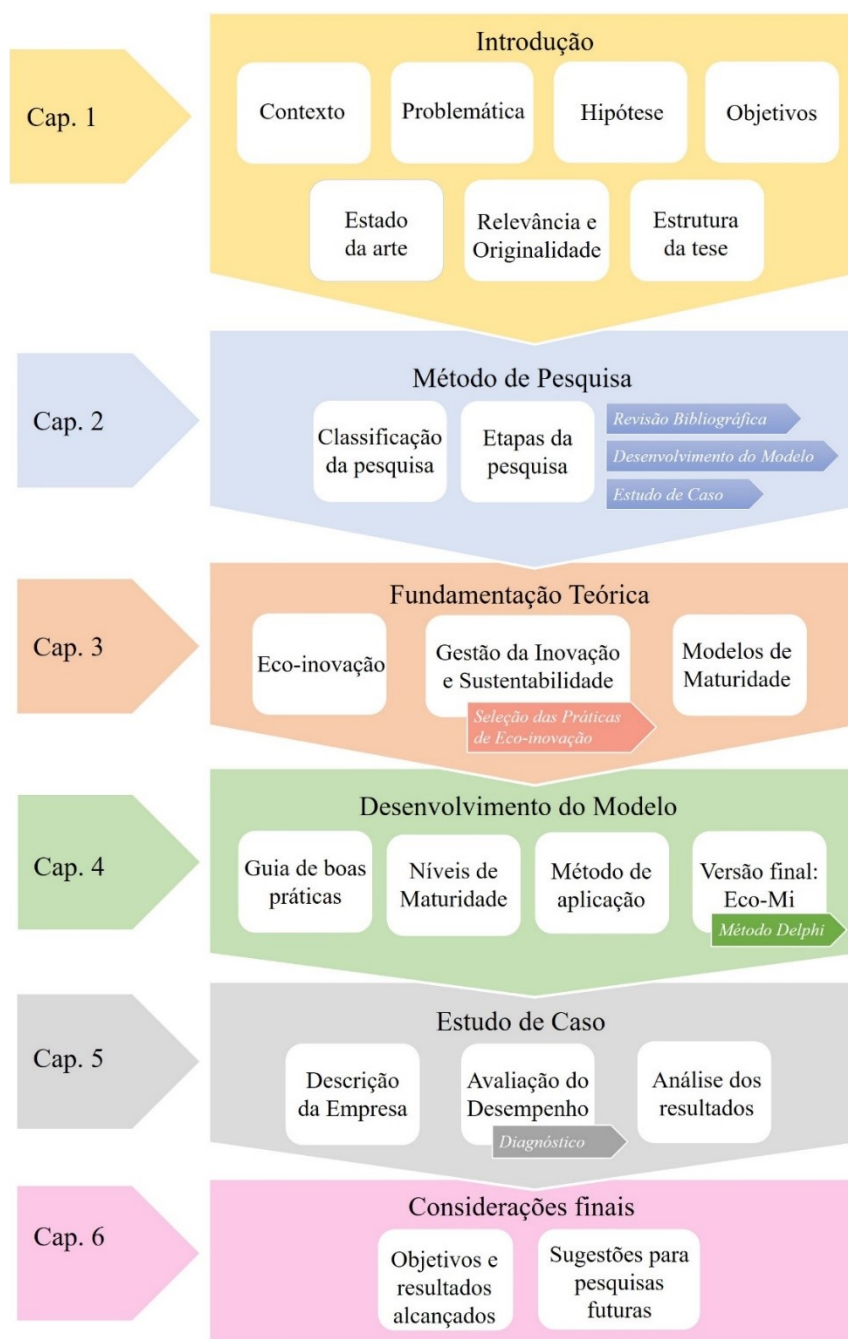 Introdução
Cap. 1
Contexto
Problemática
Hipótese
Objetivos
Estado
da arte
Relevância e
Originalidade
Estrutura
da tese
Método de Pesquisa
Cap. 2
Classificação
da pesquisa
Etapas da
pesquisa
Revisão Bibliográfica
Desenvolvimento do Modelo
Estudo de Caso
Fundamentação Teórica
Cap. 3
Eco-inovação
Gestão da Inovação
e Sustentabilidade
Seleção das Práticas
de Eco-inovação
Modelos de
Maturidade
Desenvolvimento do Modelo
Cap. 4
Guia de boas
práticas
Níveis de
Maturidade
Método de
aplicação
Versão final:
Eco-Mi
Método Delphi
Estudo de Caso
Cap. 5
Descrição
da Empresa
Avaliação do
Desempenho
Diagnóstico
Análise dos
resultados
Considerações finais
Cap. 6
Objetivos e
resultados
alcançados
Sugestões para
pesquisas
futuras